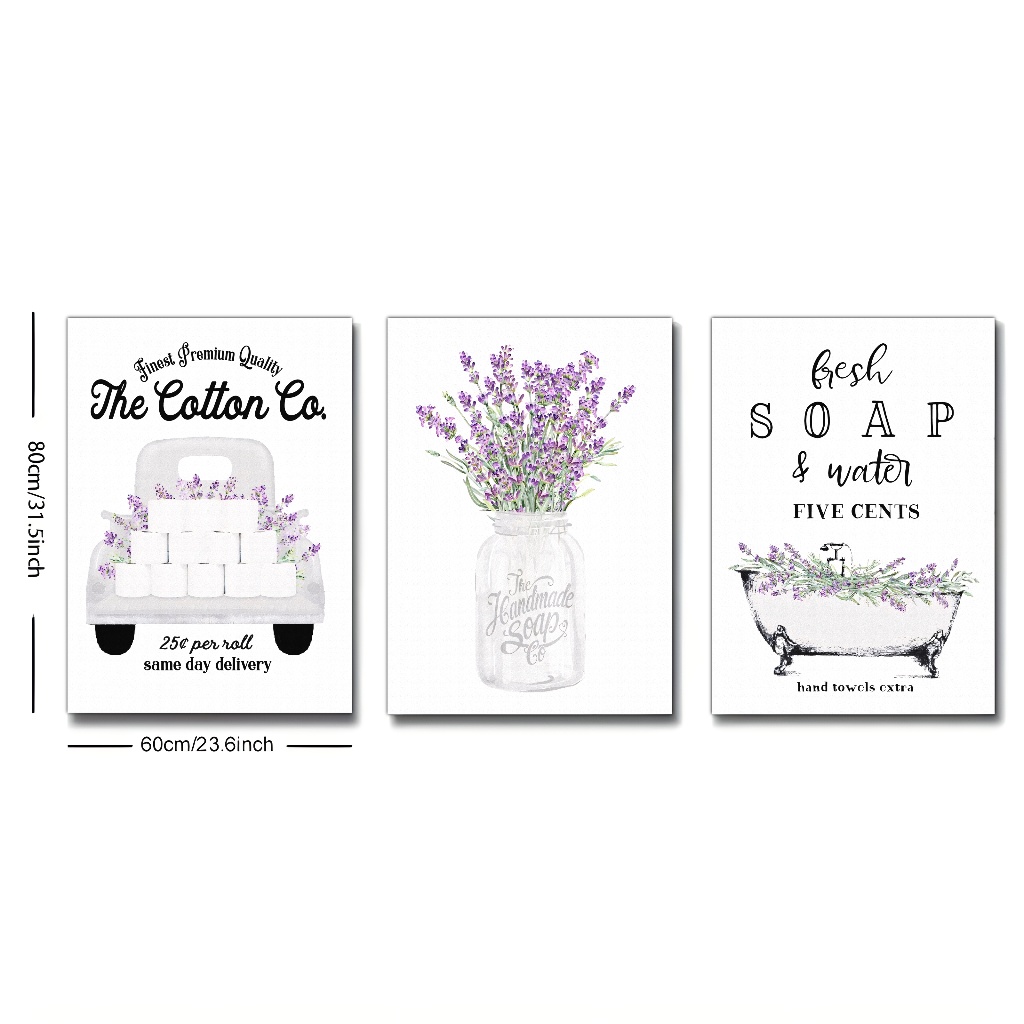 80cm/31.5inch
Finest Premium Quality
The Cotton Co.
25¢ per roll
same day delivery
60cm/23.6inch
The
Handmade
Soap
Co
fresh
SOAP
& water
FIVE CENTS
hand towels extra